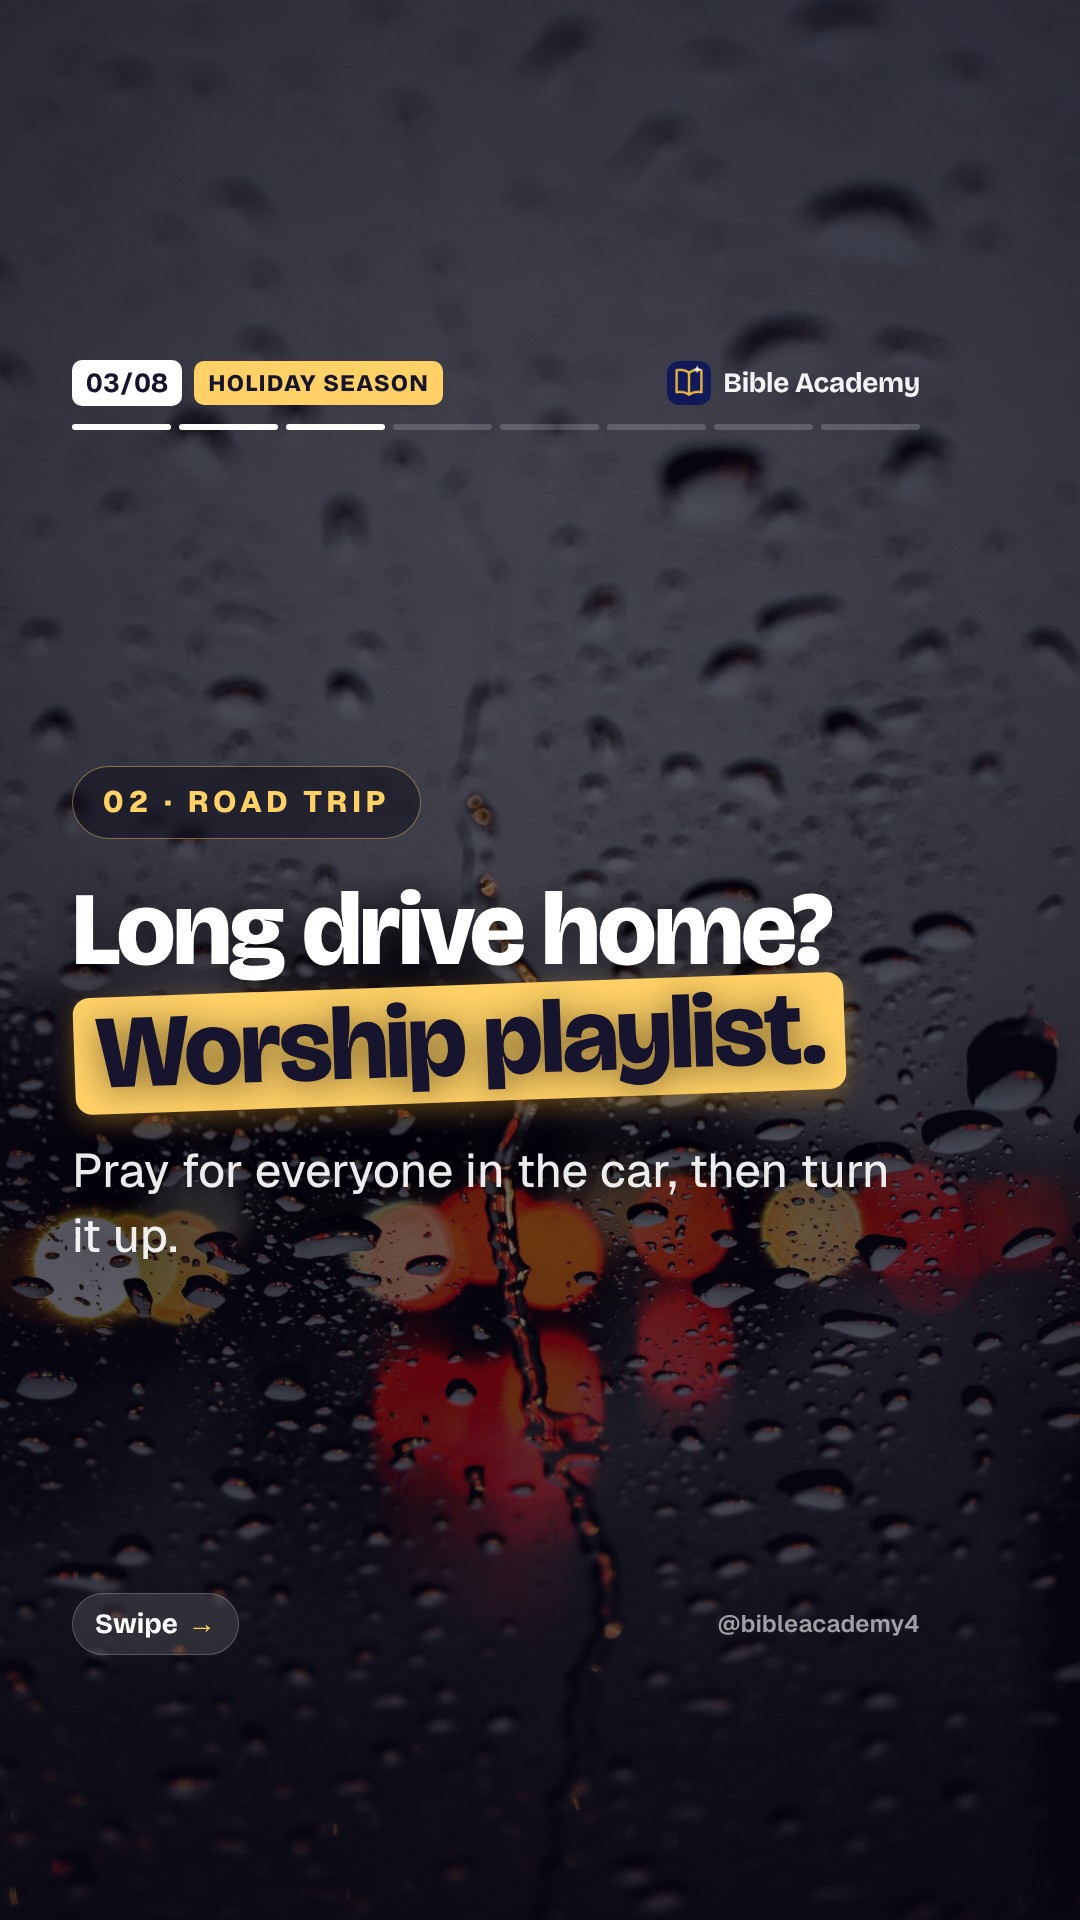 03/08 HOLIDAY SEASON
Bible Academy
02 · ROAD TRIP
Long drive home?
Worship playlist.
Pray for everyone in the car, then turn
it up.
Swipe →
@bibleacademy4